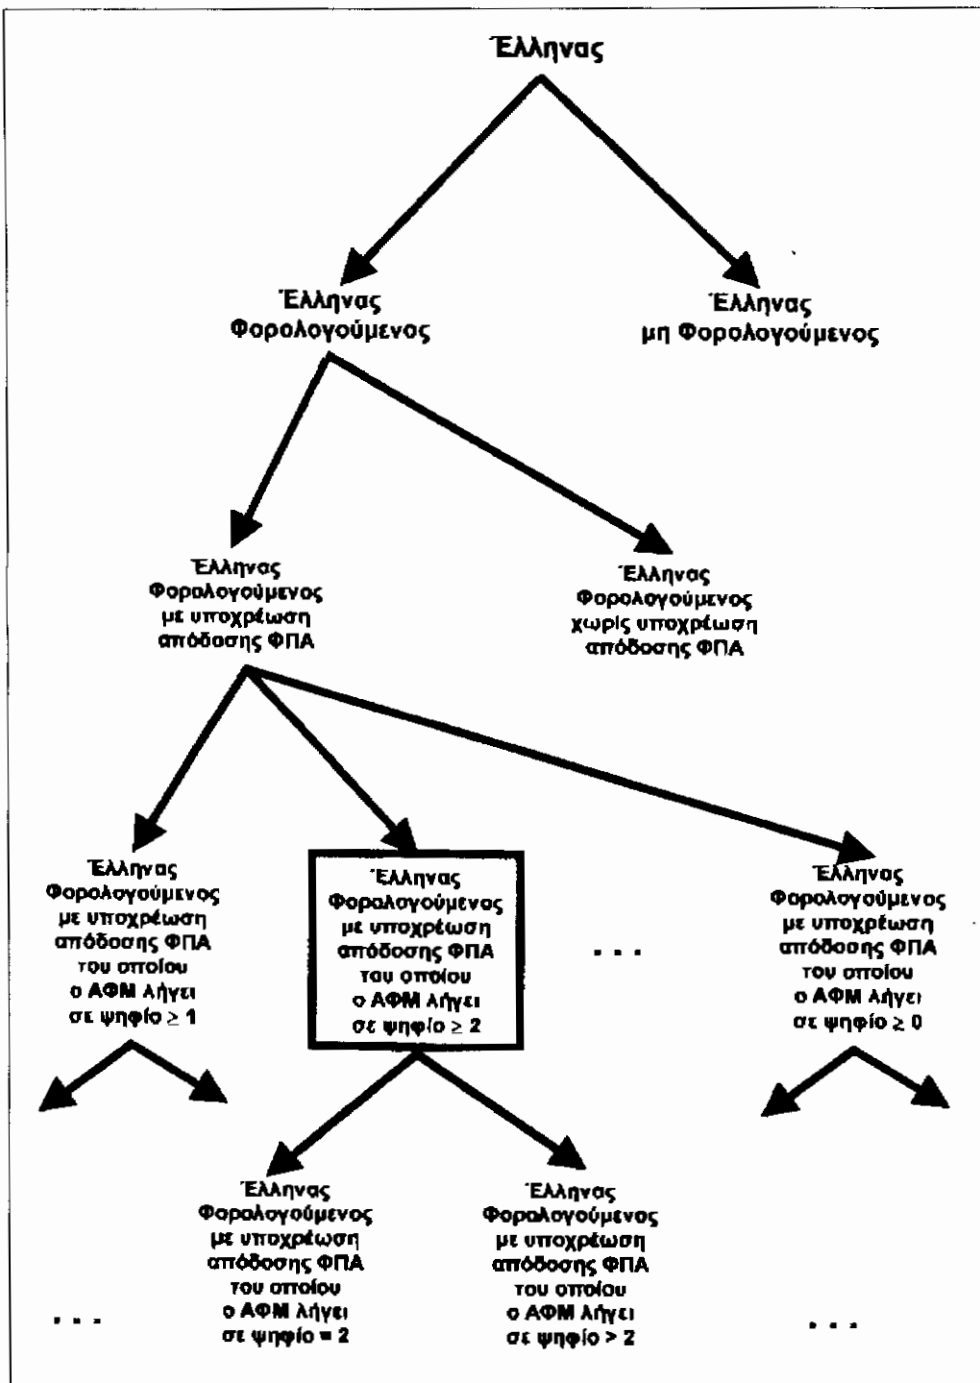 Έλληνας
Έλληνας
Φορολογούμενος
Έλληνας
μη Φορολογούμενος
Έλληνας
Φορολογούμενος
με υποχρέωση
απόδοσης ΦΠΑ
Έλληνας
Φορολογούμενος
χωρίς υποχρέωση
απόδοσης ΦΠΑ
Έλληνας
Φορολογούμενος
με υποχρέωση
απόδοσης ΦΠΑ
του οποίου
ο ΑΦΜ λήγει
σε ψηφίο ≥ 1
Έλληνας
Φορολογούμενος
με υποχρέωση
απόδοσης ΦΠΑ
του οποίου
ο ΑΦΜ λήγει
σε ψηφίο ≥ 2
. . .
Έλληνας
Φορολογούμενος
με υποχρέωση
απόδοσης ΦΠΑ
του οποίου
ο ΑΦΜ λήγει
σε ψηφίο ≥ 0
. . .
Έλληνας
Φορολογούμενος
με υποχρέωση
απόδοσης ΦΠΑ
του οποίου
ο ΑΦΜ λήγει
σε ψηφίο = 2
Έλληνας
Φορολογούμενος
με υποχρέωση
απόδοσης ΦΠΑ
του οποίου
ο ΑΦΜ λήγει
σε ψηφίο > 2
. . .